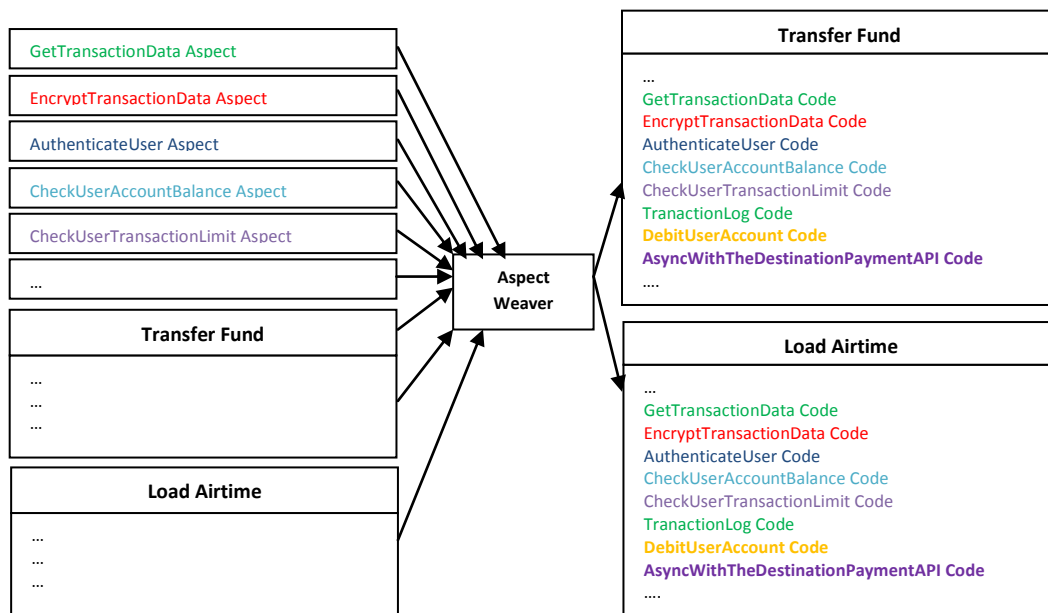 GetTransactionData Aspect
EncryptTransactionData Aspect
AuthenticateUser Aspect
CheckUserAccountBalance Aspect
CheckUserTransactionLimit Aspect
...
Transfer Fund
...
...
...
Load Airtime
...
...
...
Aspect
Weaver
Transfer Fund
...
GetTransactionData Code
EncryptTransactionData Code
AuthenticateUser Code
CheckUserAccountBalance Code
CheckUserTransactionLimit Code
TranactionLog Code
DebitUserAccount Code
AsyncWithTheDestinationPaymentAPI Code
....
Load Airtime
...
GetTransactionData Code
EncryptTransactionData Code
AuthenticateUser Code
CheckUserAccountBalance Code
CheckUserTransactionLimit Code
TranactionLog Code
DebitUserAccount Code
AsyncWithTheDestinationPaymentAPI Code
....